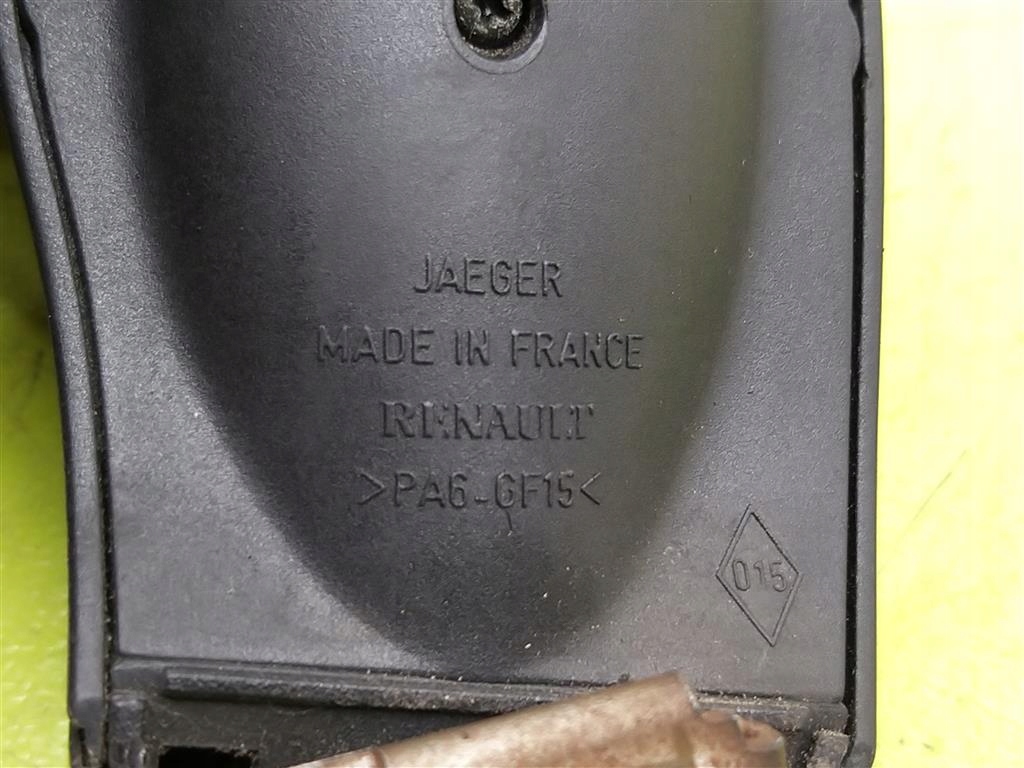 JAEGER
MADE IN FRANCE
RENAULT
>PA6-GF15<
015